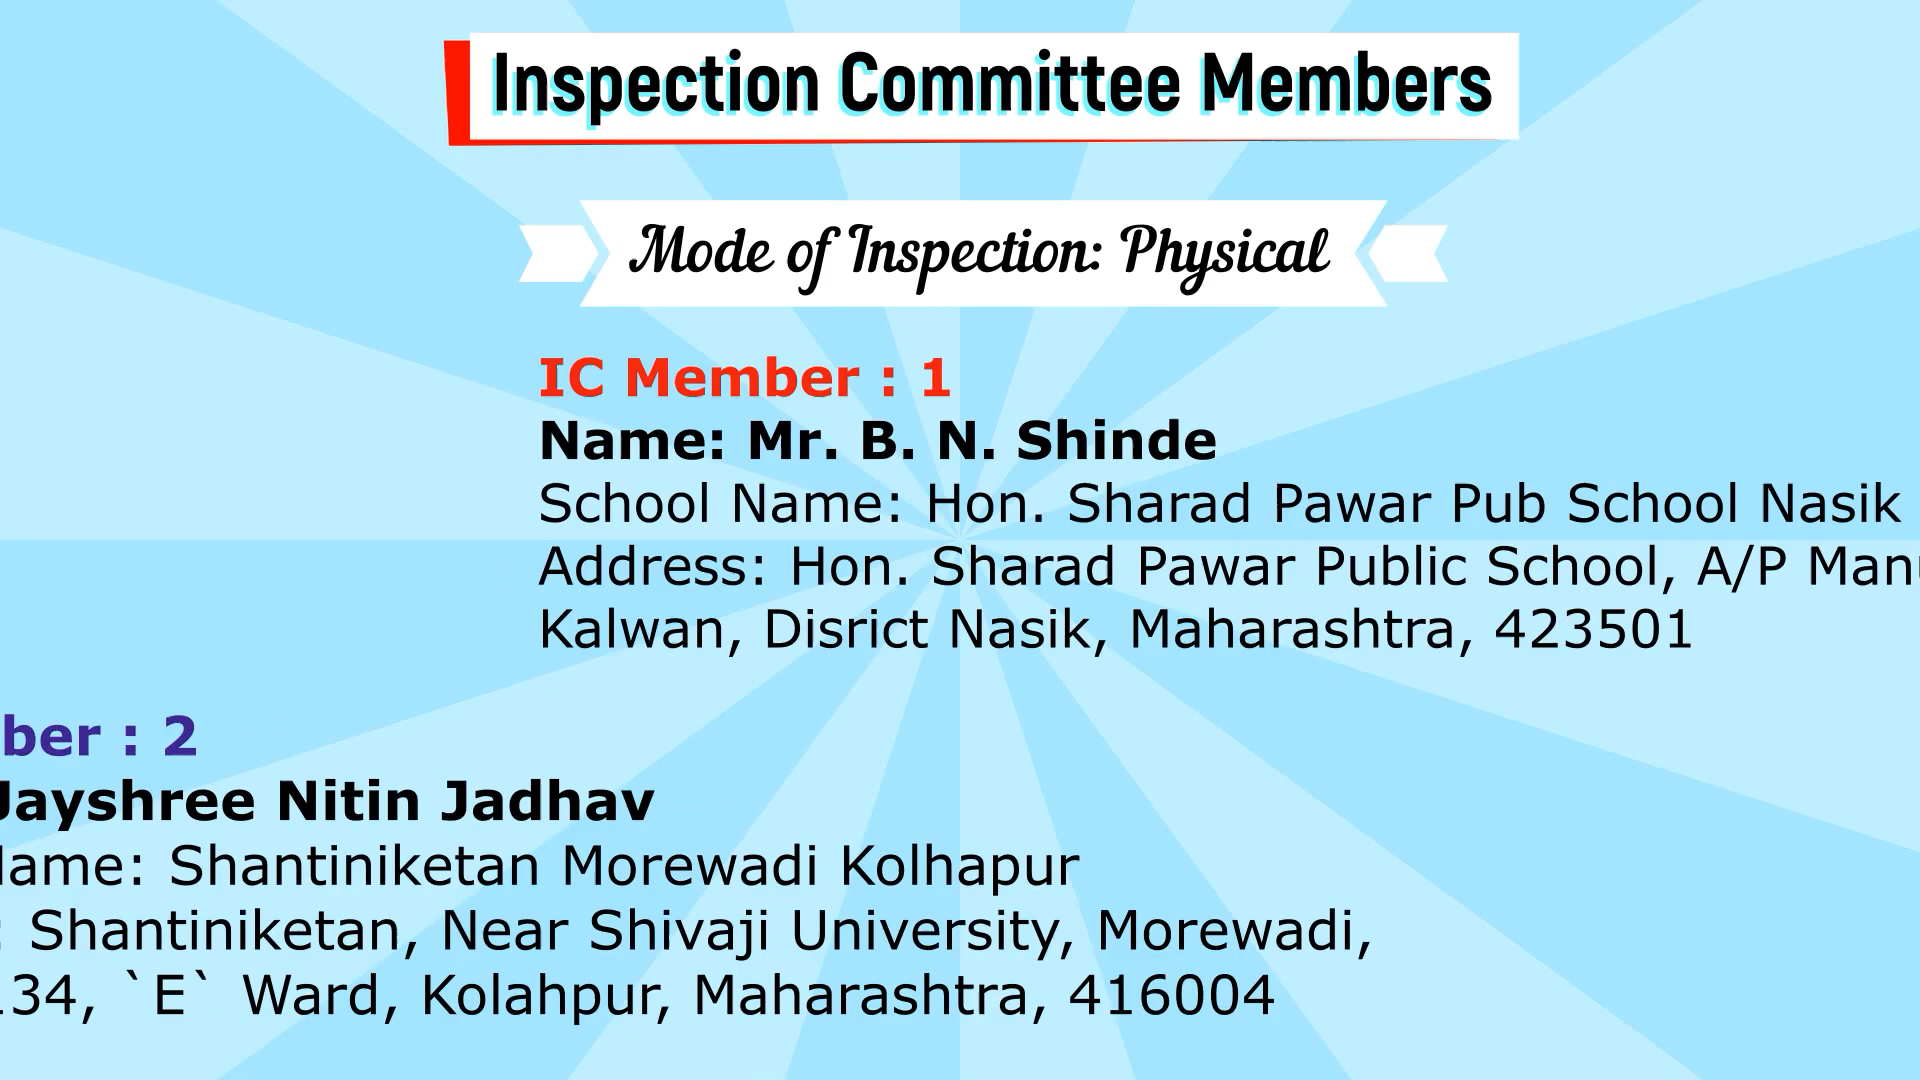 Inspection Committee Members
Mode of Inspection: Physical
IC Member : 1
Name: Mr. B. N. Shinde
School Name: Hon. Sharad Pawar Pub School Nasik
Address: Hon. Sharad Pawar Public School, A/P
Kalwan, Disrict Nasik, Maharashtra, 423501
: 2
Jayshree Nitin Jadhav
Shantiniketan Morewadi Kolhapur
: Shantiniketan, Near Shivaji University, Morewadi,
134, `E` Ward, Kolahpur, Maharashtra, 416004